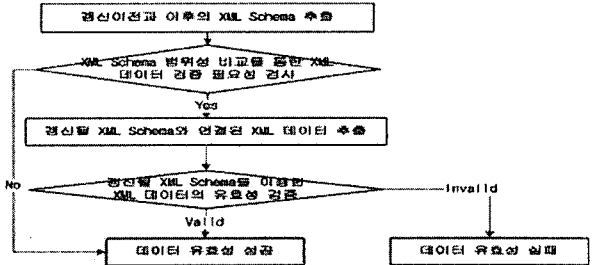 갱신이전과 이후의 XML Schema 추출
XML Schema 범위성 비교를 통한 XML
데이터 검증 필요성 검사
Yes
갱신될 XML Schema와 연결된 XML 데이터 추출
No
갱신될 XML Schema를 이용한
XML 데이터의 유효성 검증
Invalid
Valid
데이터 유효성 성공
데이터 유효성 실패